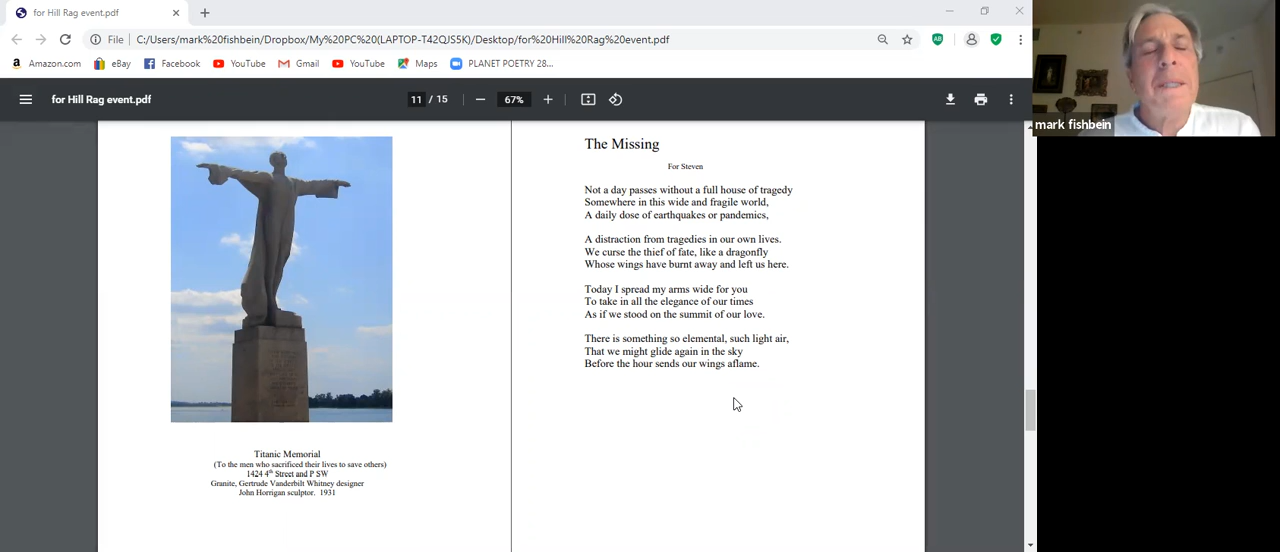 for Hill Rag event.pdf
File C:/Users/mark%20fishbein/Dropbox/My%20PC%20(LAPTOP-T42QJS5K)/Desktop/for%20Hill%20Rag%20event.pdf
Amazon.com eBay Facebook YouTube Gmail YouTube Maps PLANET POETRY 28...
for Hill Rag event.pdf 11 / 15 67%
mark fishbein
The Missing
For Steven
Not a day passes without a full house of tragedy
Somewhere in this wide and fragile world,
A daily dose of earthquakes or pandemics,
A distraction from tragedies in our own lives.
We curse the thief of fate, like a dragonfly
Whose wings have burnt away and left us here.
Today I spread my arms wide for you
To take in all the elegance of our times
As if we stood on the summit of our love.
There is something so elemental, such light air,
That we might glide again in the sky
Before the hour sends our wings aflame.
Titanic Memorial
(To the men who sacrificed their lives to save others)
1424 4th Street and P SW
Granite, Gertrude Vanderbilt Whitney designer
John Horrigan sculptor. 1931